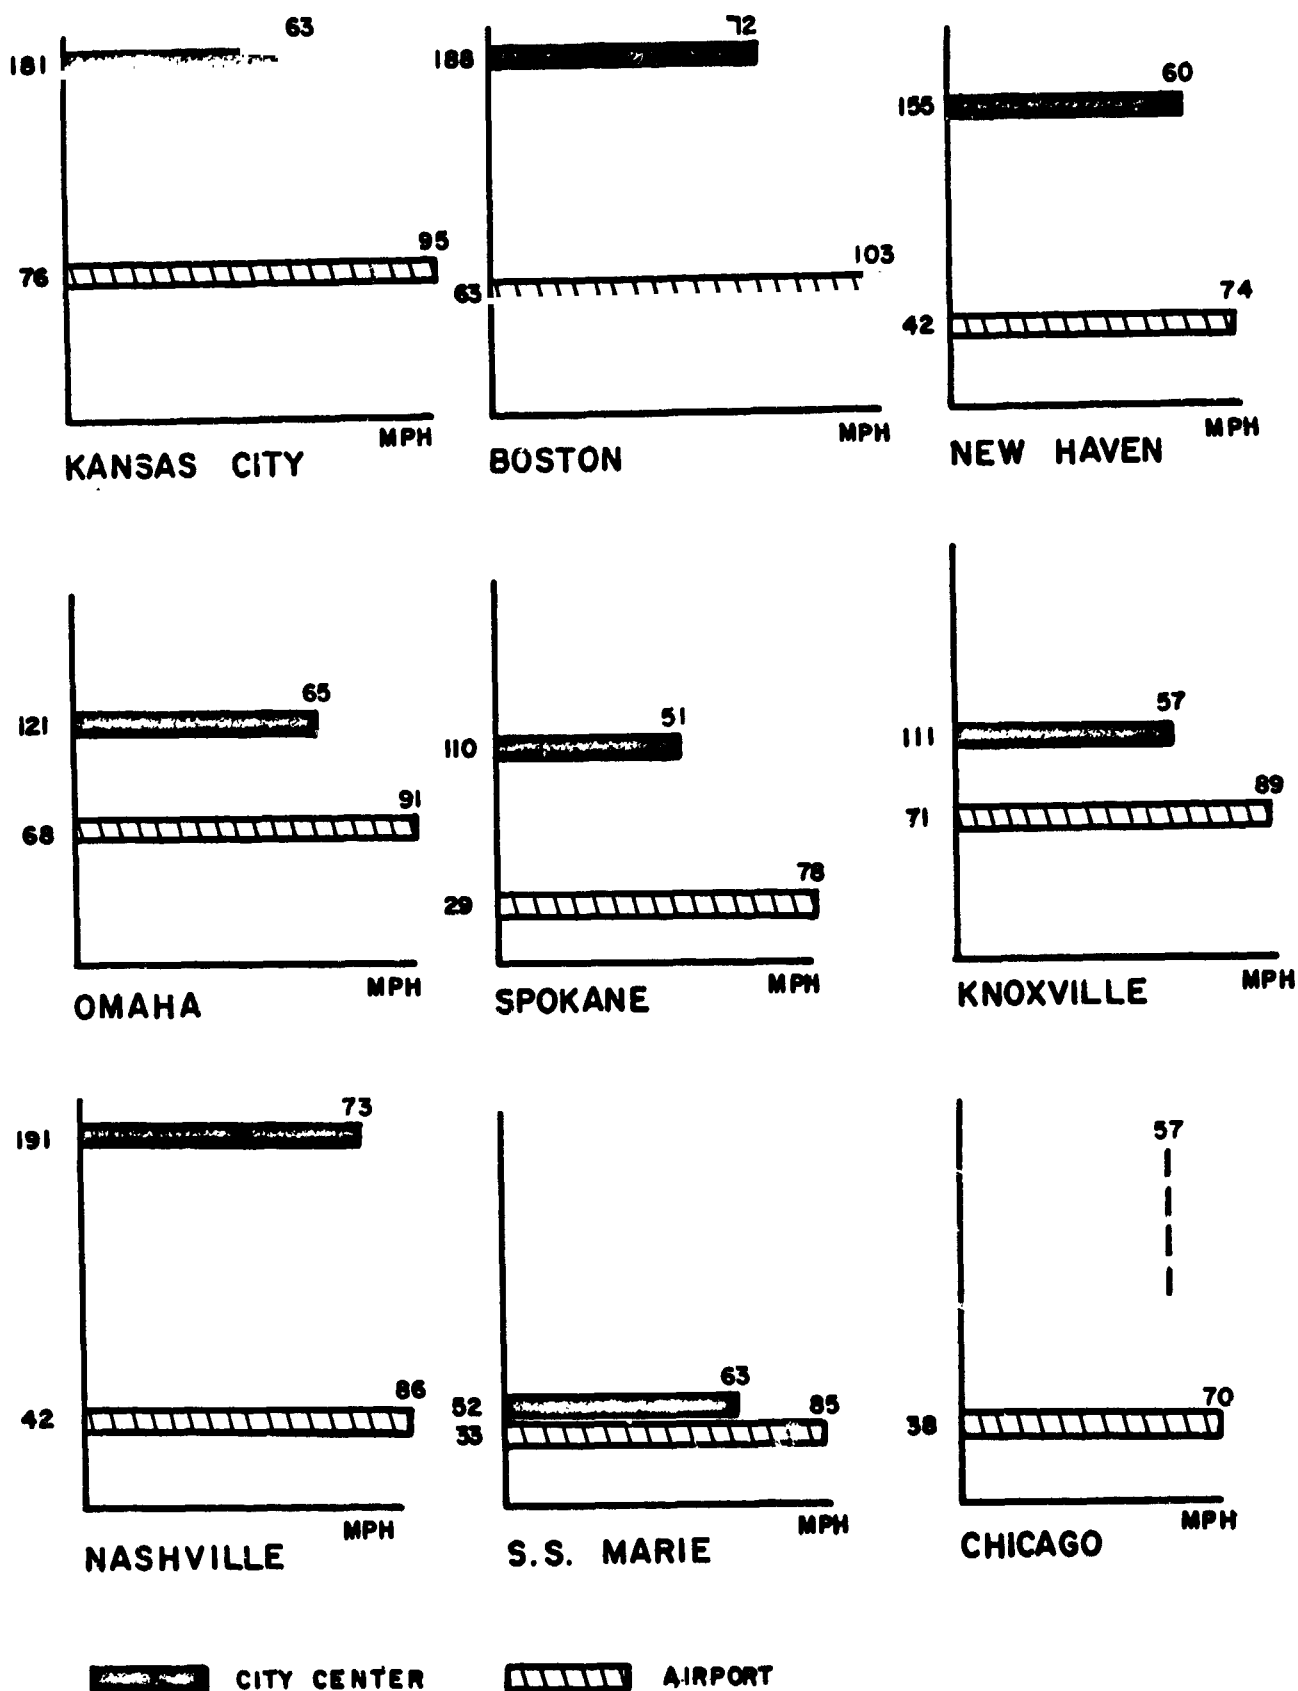 63
181
95
76
MPH
KANSAS CITY
72
188
103
63
MPH
BOSTON
60
155
74
42
MPH
NEW HAVEN
65
121
91
68
MPH
OMAHA
51
110
78
29
MPH
SPOKANE
57
111
89
71
MPH
KNOXVILLE
73
191
86
42
MPH
NASHVILLE
63
52
85
33
MPH
S.S. MARIE
57
70
38
MPH
CHICAGO
CITY CENTER
AIRPORT